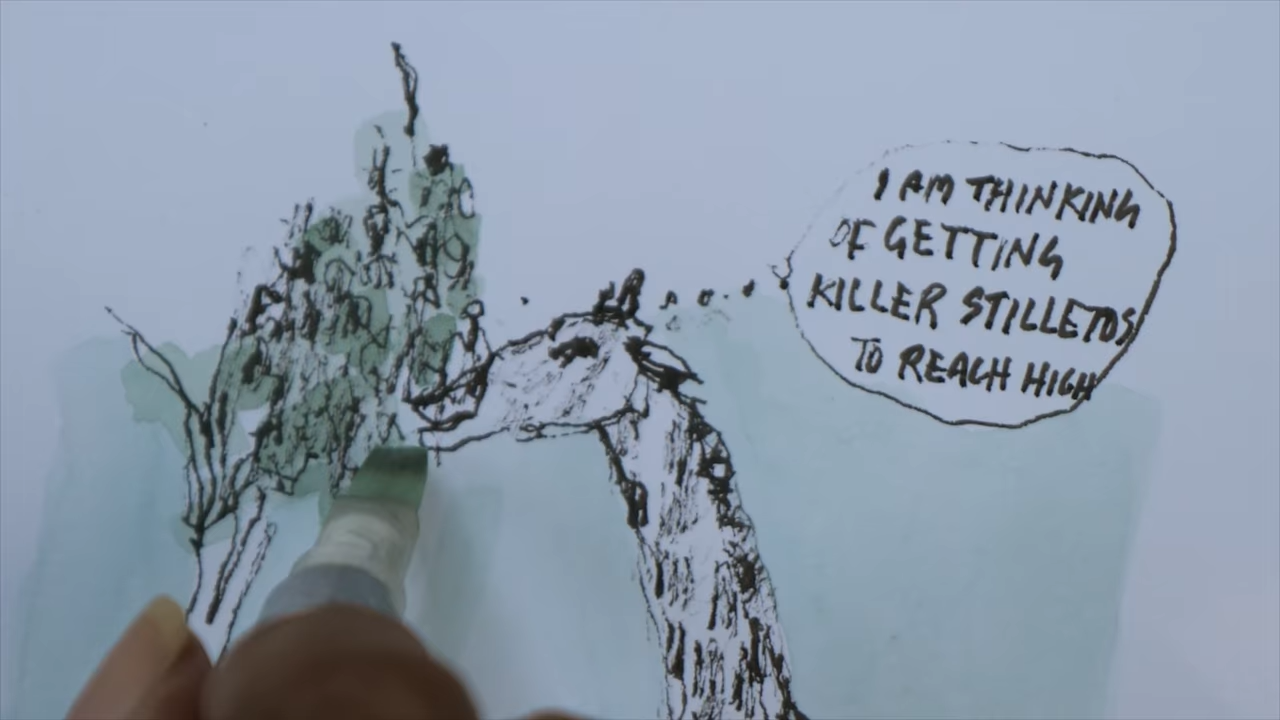 I AM THINKING
OF GETTING
KILLER STILLETOS
TO REACH HIGH